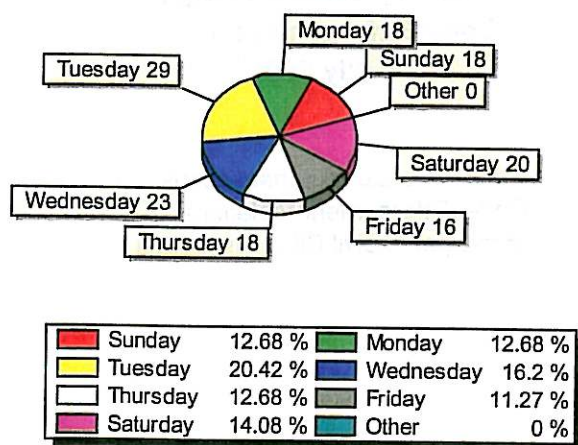 Monday 18
Sunday 18
Tuesday 29
Other 0
Saturday 20
Wednesday 23
Friday 16
Thursday 18
Sunday 12.68 % Monday 12.68 %
Tuesday 20.42 % Wednesday 16.2 %
Thursday 12.68 % Friday 11.27 %
Saturday 14.08 % Other 0 %